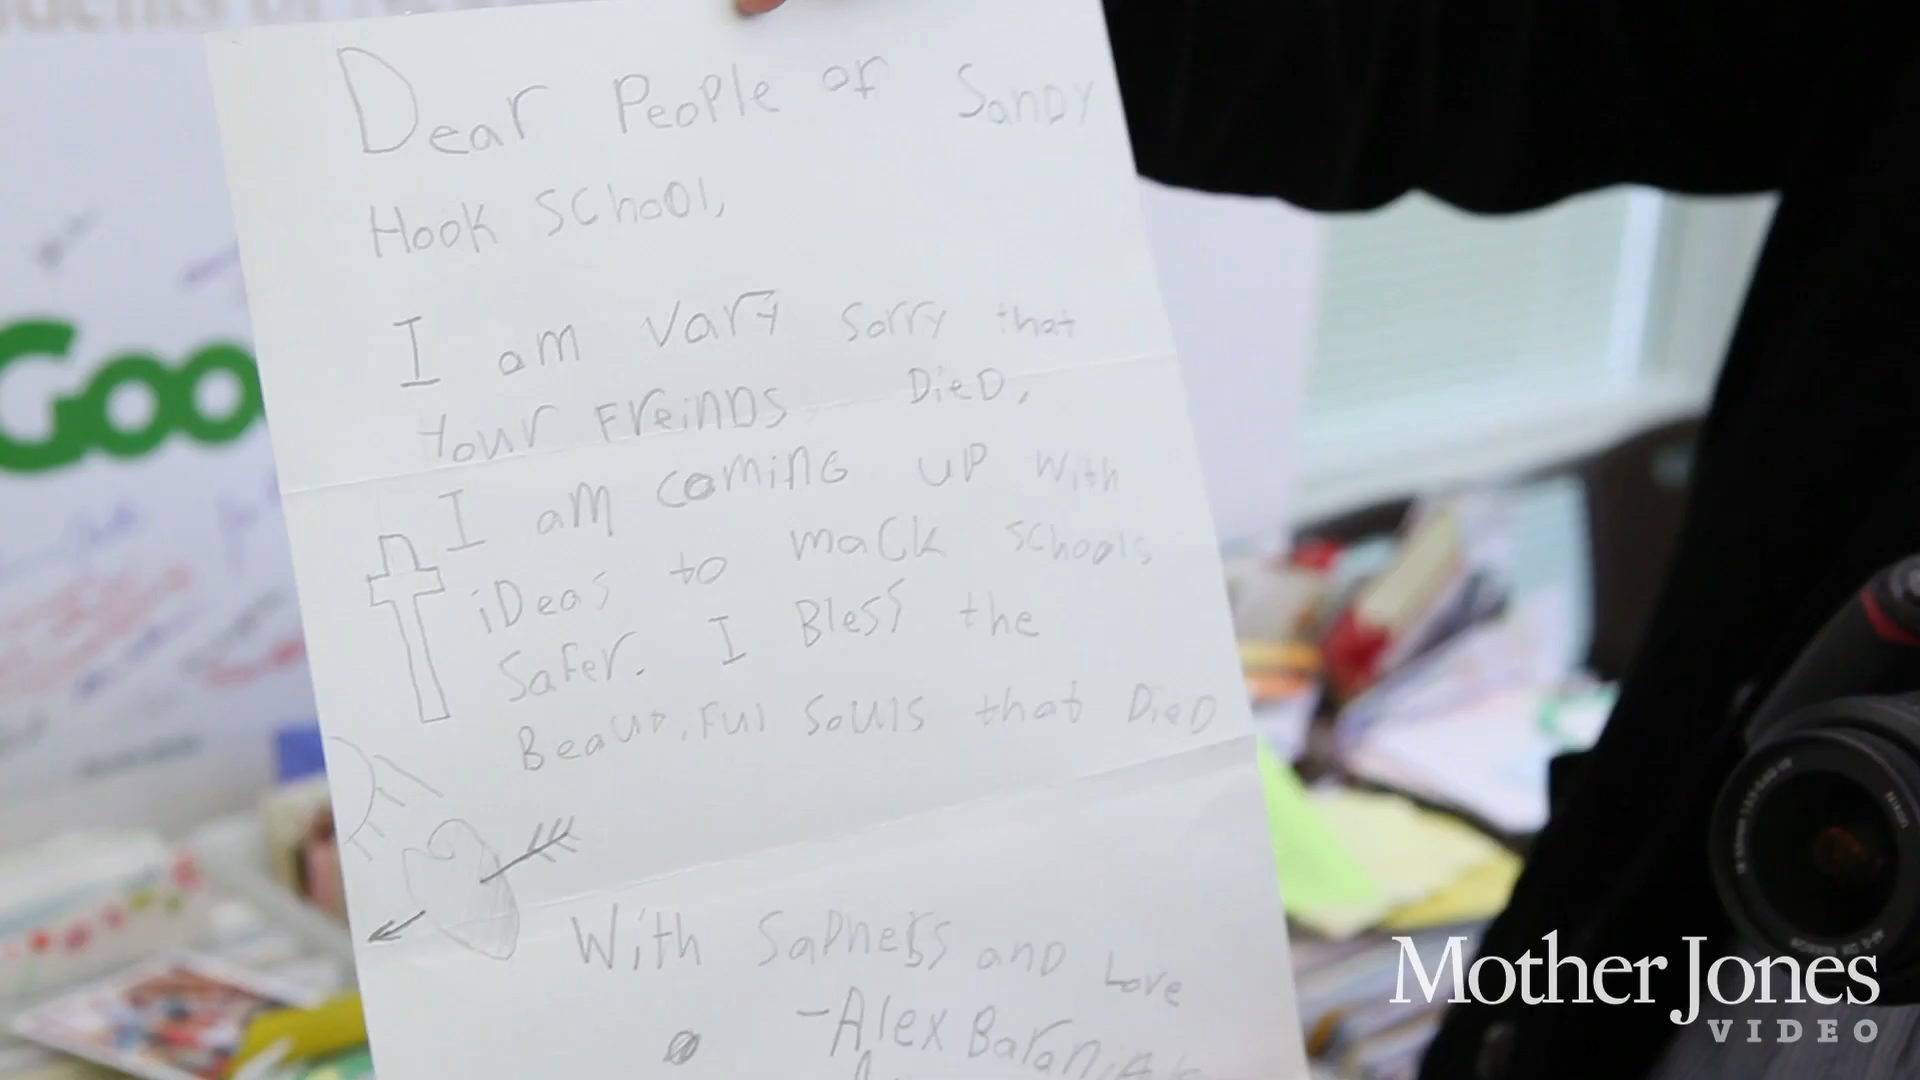 Dear People of Sandy
Hook School,
I am vary sorry that
Your Freinds Died,
I am coming up with
iDeas to mack schools
safer. I Bless the
Beautiful souls that Died
With Sadness and Love
-Alex
Goo
Mother Jones
VIDEO